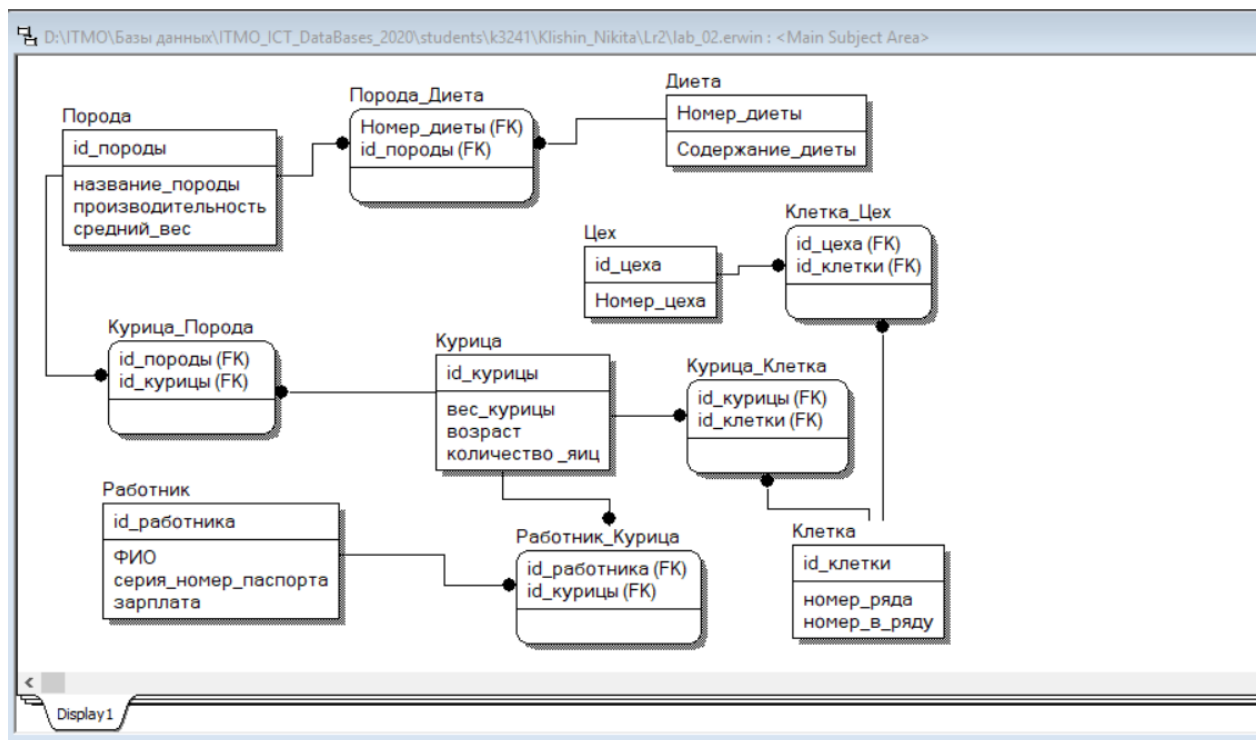 D:\ITMO\Базы данных\ITMO_ICT_DataBases_2020\students\k3241\Klishin_Nikita\Lr2\lab_02.erwin : <Main Subject Area>
Порода
id_породы
название_породы
производительность
средний_вес
Порода_Диета
Номер_диеты (FK)
id_породы (FK)
Диета
Номер_диеты
Содержание_диеты
Цех
id_цеха
Номер_цеха
Клетка_Цех
id_цеха (FK)
id_клетки (FK)
Курица_Порода
id_породы (FK)
id_курицы (FK)
Курица
id_курицы
вес_курицы
возраст
количество _яиц
Курица_Клетка
id_курицы (FK)
id_клетки (FK)
Работник
id_работника
ФИО
серия_номер_паспорта
зарплата
Работник_Курица
id_работника (FK)
id_курицы (FK)
Клетка
id_клетки
номер_ряда
номер_в_ряду
Display1